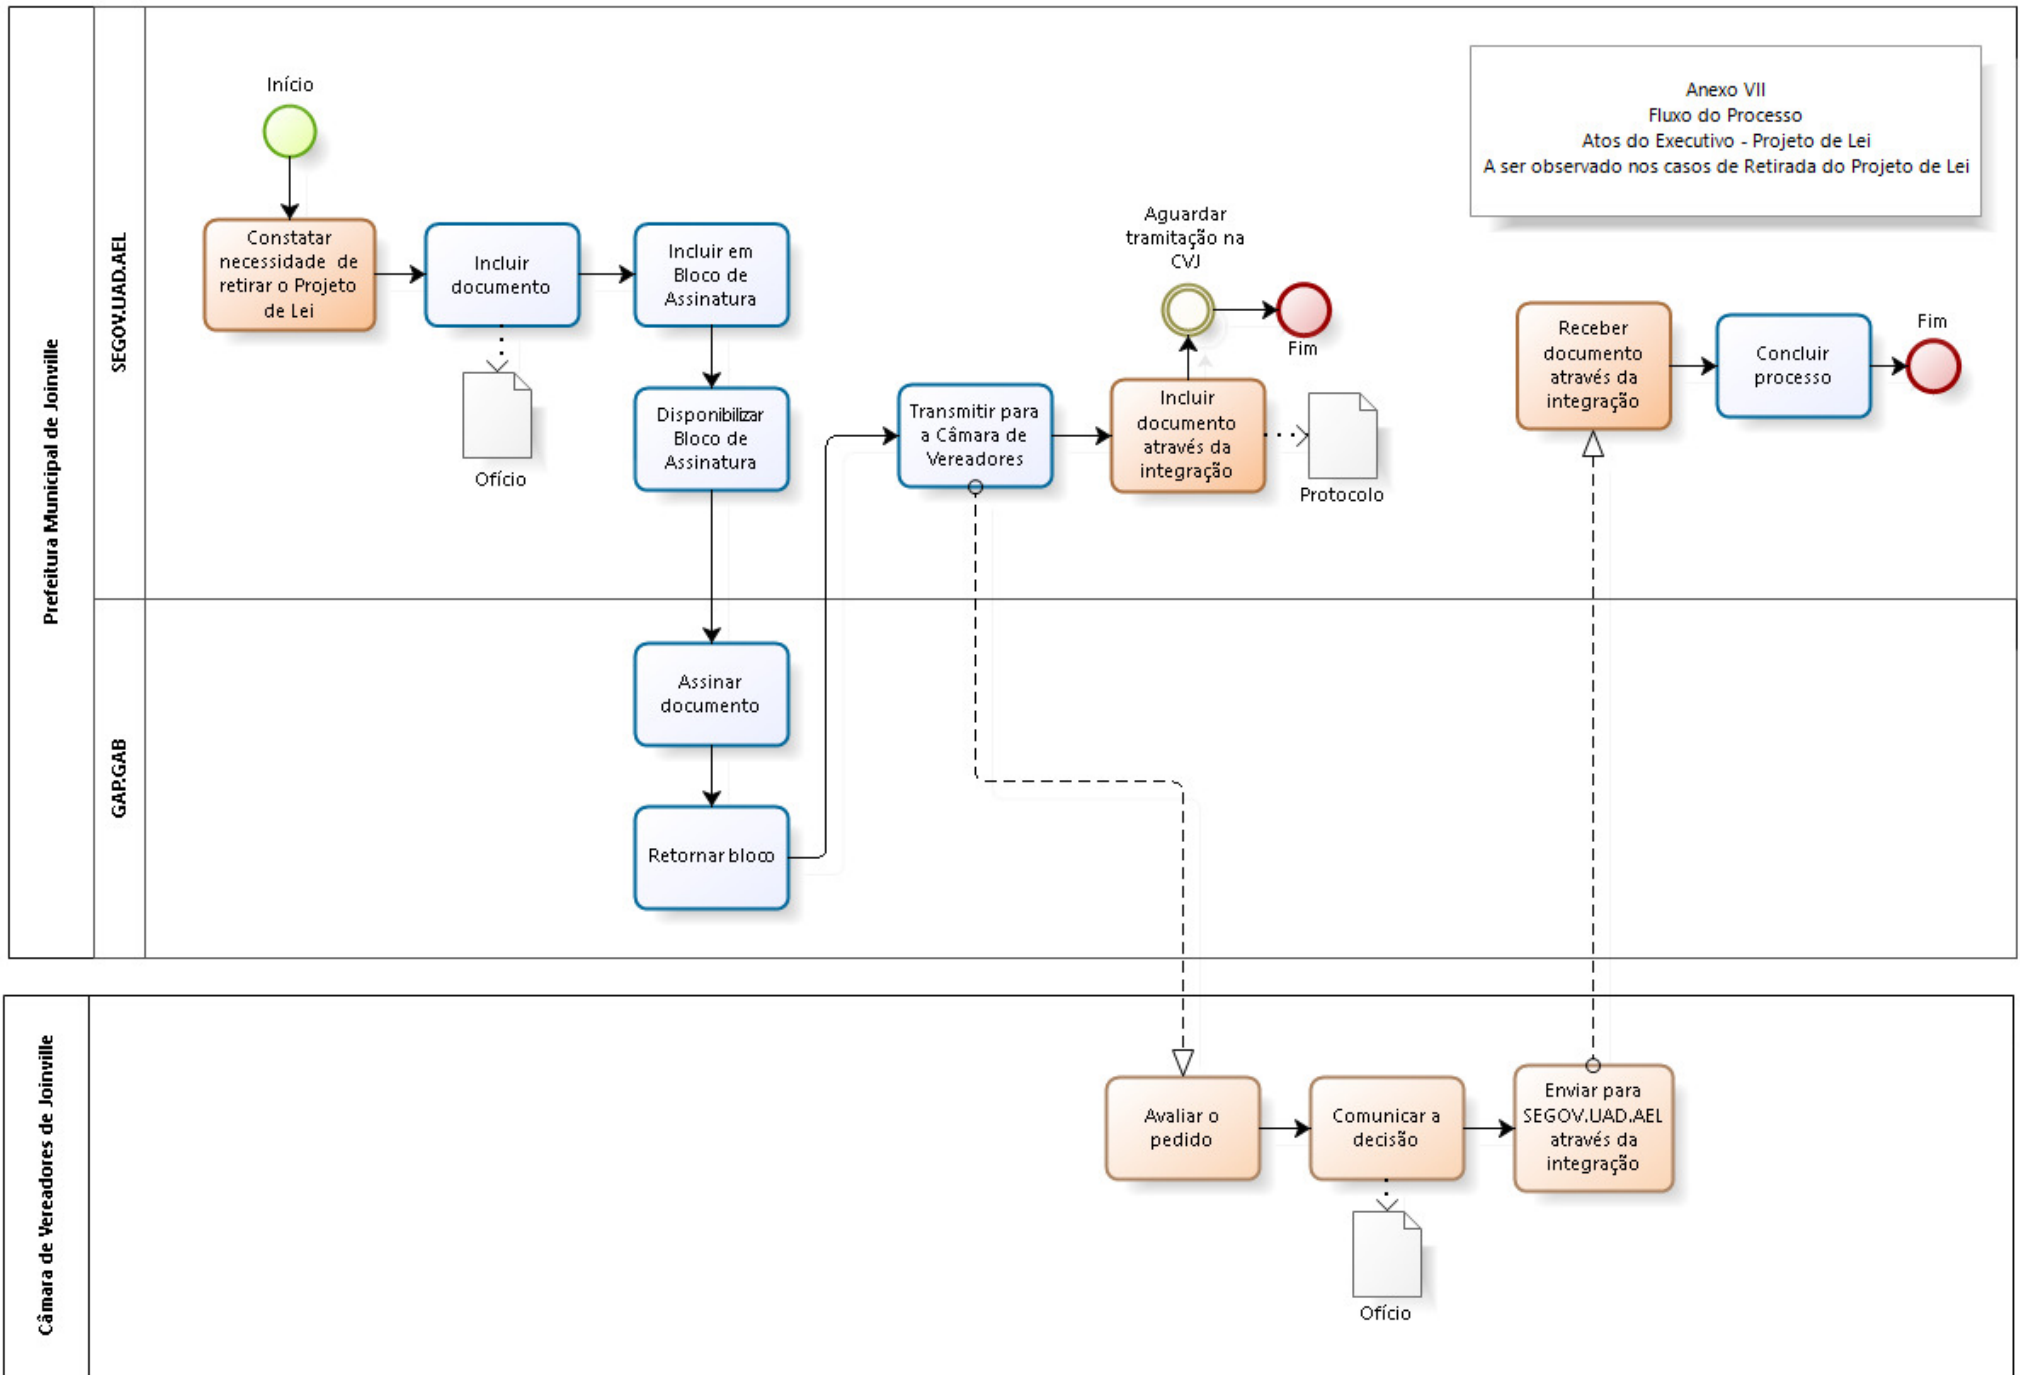 Prefeitura Municipal de Joinville
SEGOV.UAD.AEL
Início
Constatar
necessidade de
retirar o Projeto
de Lei
Incluir
documento
Ofício
Incluir em
Bloco de
Assinatura
Disponibilizar
Bloco de
Assinatura
Transmitir para
a Câmara de
Vereadores
Incluir
documento
através da
integração
Protocolo
Aguardar
tramitação na
CVJ
Fim
Anexo VII
Fluxo do Processo
Atos do Executivo - Projeto de Lei
A ser observado nos casos de Retirada do Projeto de Lei
Receber
documento
através da
integração
Concluir
processo
Fim
GAP.GAB
Assinar
documento
Retornar bloco
Câmara de Vereadores de Joinville
Avaliar o
pedido
Comunicar a
decisão
Ofício
Enviar para
SEGOV.UAD.AEL
através da
integração